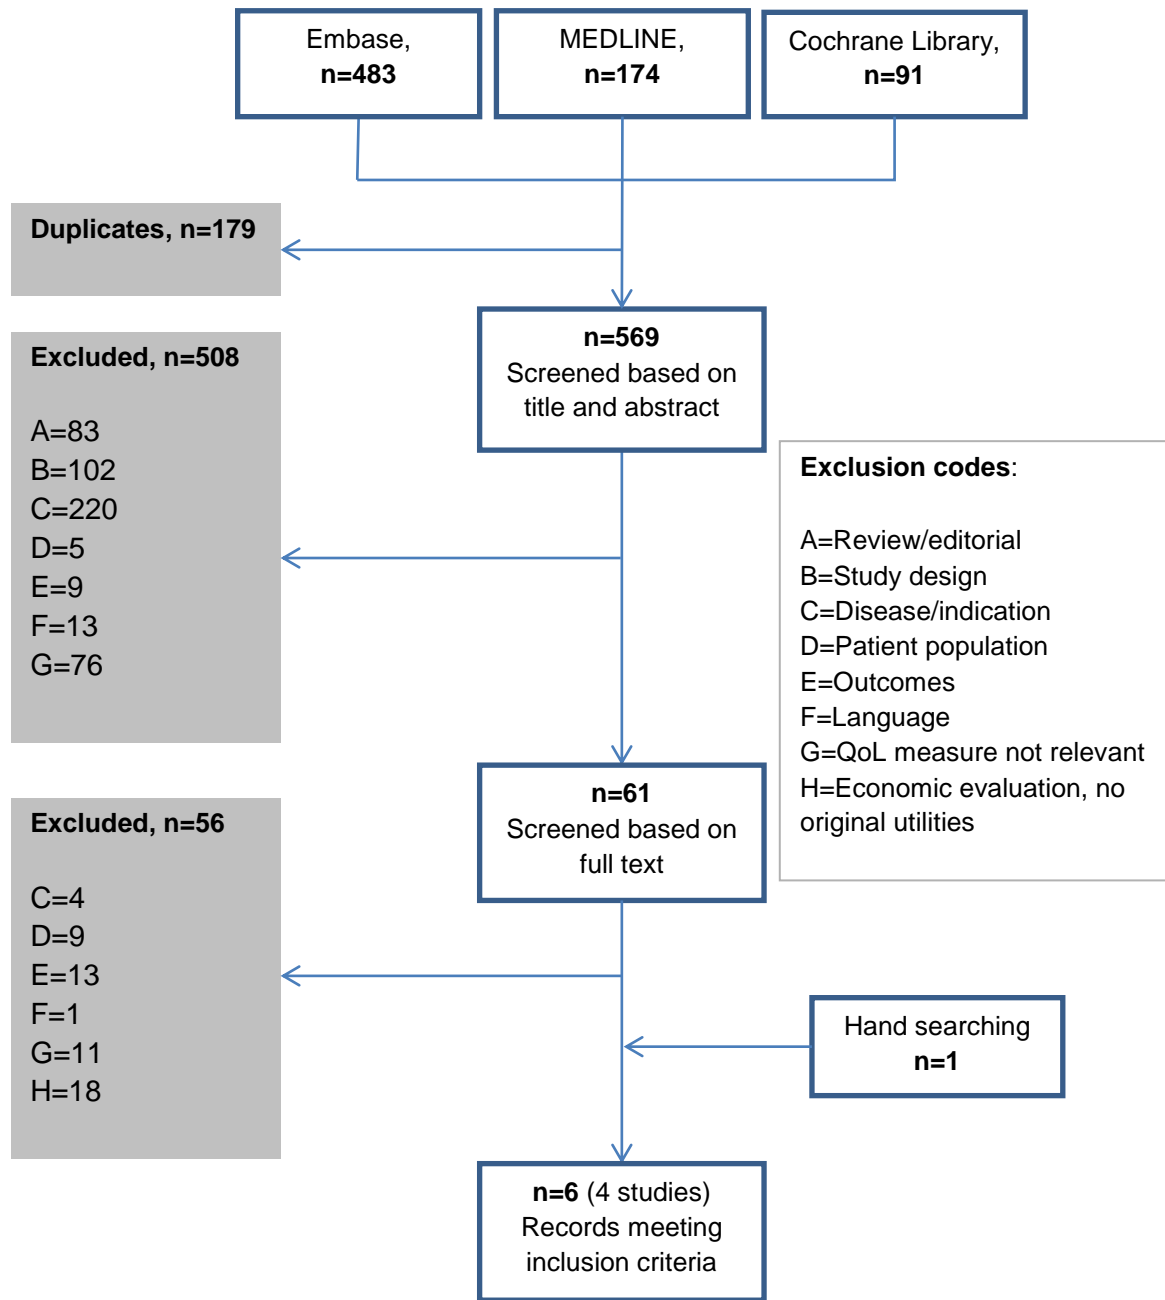 Embase,
n=483
MEDLINE,
n=174
Cochrane Library,
n=91
Duplicates, n=179
n=569
Screened based on
title and abstract
Excluded, n=508
A=83
B=102
C=220
D=5
E=9
F=13
G=76
Exclusion codes:
A=Review/editorial
B=Study design
C=Disease/indication
D=Patient population
E=Outcomes
F=Language
G=QoL measure not relevant
H=Economic evaluation, no
original utilities
n=61
Screened based on
full text
Excluded, n=56
C=4
D=9
E=13
F=1
G=11
H=18
Hand searching
n=1
n=6 (4 studies)
Records meeting
inclusion criteria